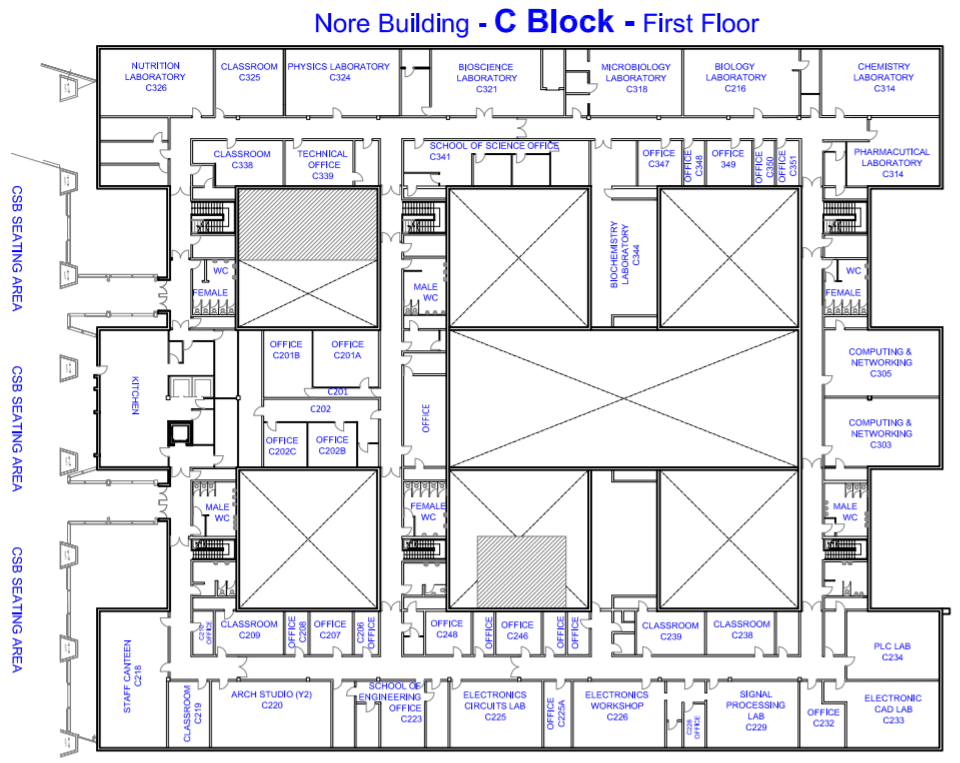 Nore Building - C Block - First Floor
NUTRITION
LABORATORY
C326
CLASSROOM
C325
PHYSICS LABORATORY
C324
BIOSCIENCE
LABORATORY
C321
MICROBIOLOGY
LABORATORY
C318
BIOLOGY
LABORATORY
C216
CHEMISTRY
LABORATORY
C314
CLASSROOM
C338
TECHNICAL
OFFICE
C339
SCHOOL OF SCIENCE OFFICE
C341
OFFICE
C347
OFFICE
C348
OFFICE
349
OFFICE
C350
OFFICE
C351
PHARMACUTICAL
LABORATORY
C314
CSB SEATING AREA
WC
FEMALE
MALE
WC
BIOCHEMISTRY
LABORATORY
C344
WC
FEMALE
CSB SEATING AREA
KITCHEN
OFFICE
C201B
OFFICE
C201A
C201
C202
OFFICE
C202C
OFFICE
C202B
OFFICE
COMPUTING &
NETWORKING
C305
COMPUTING &
NETWORKING
C303
MALE
WC
FEMALE
WC
MALE
WC
CSB SEATING AREA
STAFF CANTEEN
C218
OFFICE
CLASSROOM
C209
OFFICE
C208
OFFICE
C207
C206
OFFICE
OFFICE
C248
OFFICE
OFFICE
C246
OFFICE
OFFICE
CLASSROOM
C239
CLASSROOM
C238
PLC LAB
C234
CLASSROOM
C219
ARCH STUDIO (Y2)
C220
SCHOOL OF
ENGINEERING
OFFICE
C223
ELECTRONICS
CIRCUITS LAB
C225
OFFICE
C225A
ELECTRONICS
WORKSHOP
C226
C228
OFFICE
SIGNAL
PROCESSING
LAB
C229
OFFICE
C232
ELECTRONIC
CAD LAB
C233